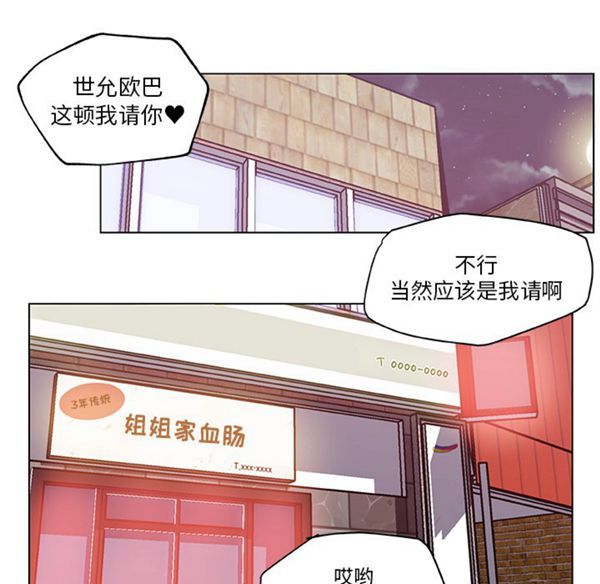 世允欧巴
这顿我请你♥
不行
当然应该是我请啊
T 0000-0000
3年传统
姐姐家血肠
T.xxx-xxxx
哎哟